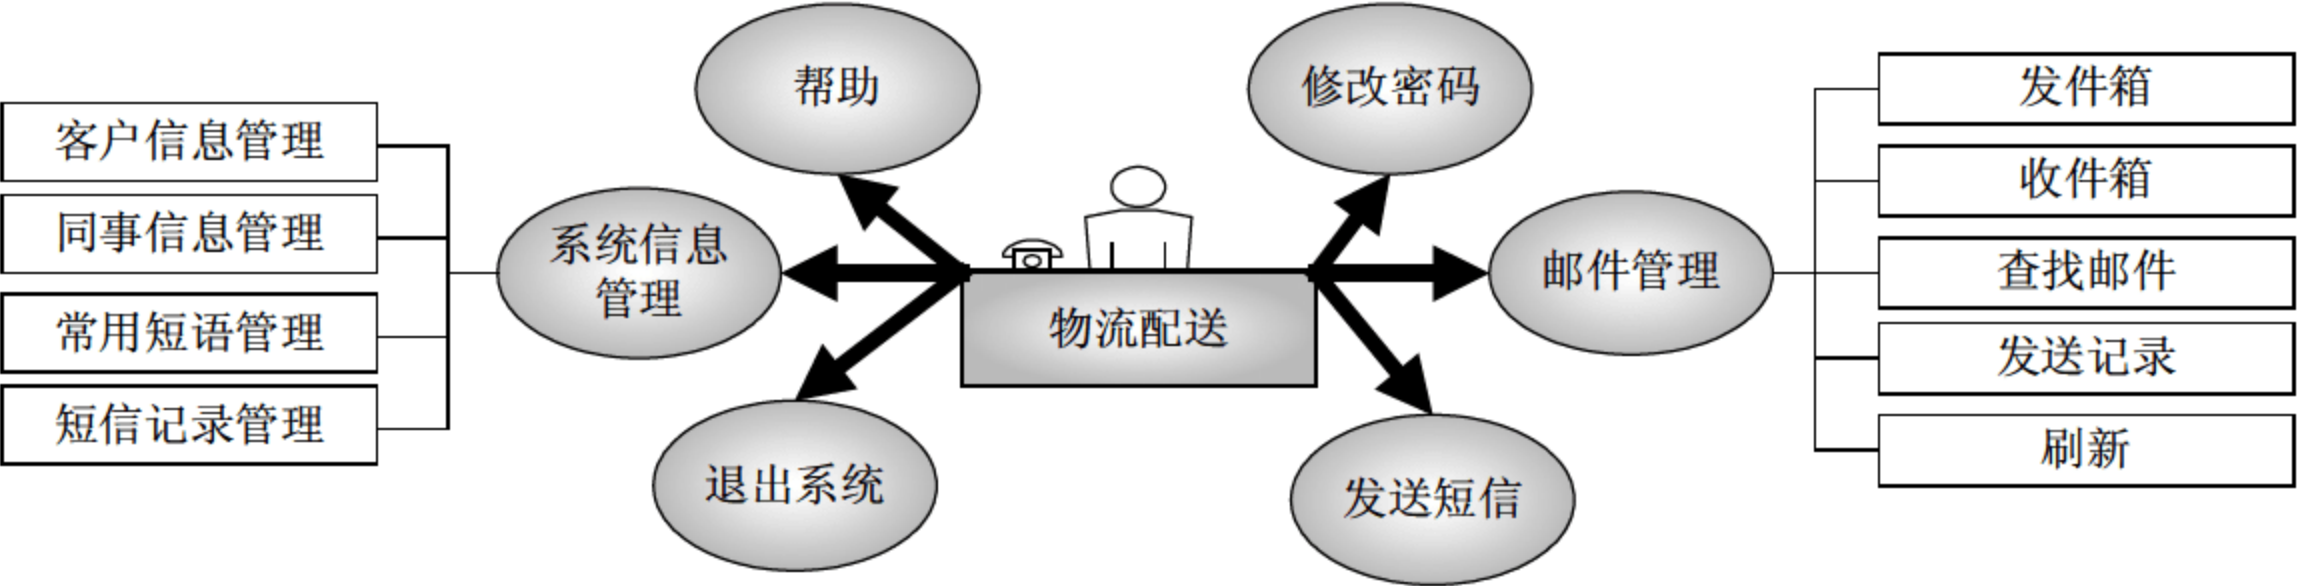 帮助
修改密码
客户信息管理
同事信息管理
常用短语管理
短信记录管理
系统信息
管理
物流配送
邮件管理
发件箱
收件箱
查找邮件
发送记录
刷新
退出系统
发送短信